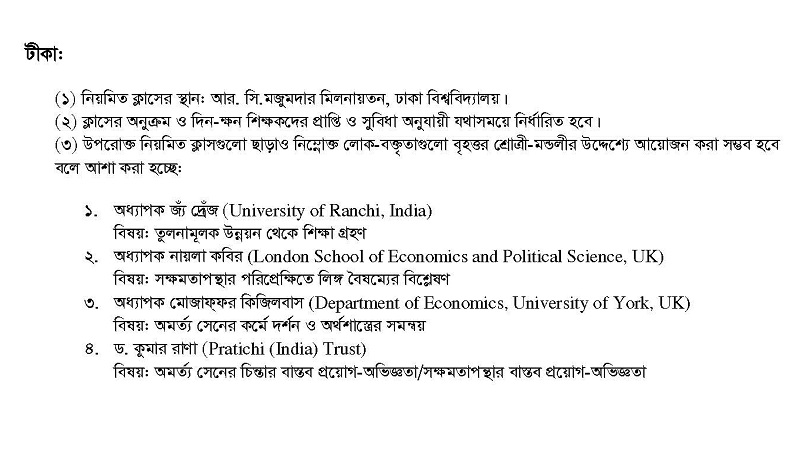 টীকাঃ
(১) নিয়মিত ক্লাসের স্থানঃ আর. সি.মজুমদার মিলনায়তন, ঢাকা বিশ্ববিদ্যালয়।
(২) ক্লাসের অনুক্রম ও দিন-ক্ষন শিক্ষকদের প্রাপ্তি ও সুবিধা অনুযায়ী যথাসময়ে নির্ধারিত হবে।
(৩) উপরোক্ত নিয়মিত ক্লাসগুলো ছাড়াও নিম্নোক্ত লোক-বক্তৃতাগুলো বৃহত্তর শ্রোত্রী-মন্ডলীর উদ্দেশ্যে আয়োজন করা সম্ভব হবে
বলে আশা করা হচ্ছেঃ
১. অধ্যাপক জ্যঁ দ্রেঁজ (University of Ranchi, India)
বিষয়ঃ তুলনামূলক উন্নয়ন থেকে শিক্ষা গ্রহণ
২. অধ্যাপক নায়লা কবির (London School of Economics and Political Science, UK)
বিষয়ঃ সক্ষমতাপন্থার পরিপ্রেক্ষিতে লিঙ্গ বৈষম্যের বিশ্লেষণ
৩. অধ্যাপক মোজাফ্ফর কিজিলবাস (Department of Economics, University of York, UK)
বিষয়ঃ অমর্ত্য সেনের কর্মে দর্শন ও অর্থশাস্ত্রের সমন্বয়
৪. ড. কুমার রাণা (Pratichi (India) Trust)
বিষয়ঃ অমর্ত্য সেনের চিন্তার বাস্তব প্রয়োগ-অভিজ্ঞতা/সক্ষমতাপন্থার বাস্তব প্রয়োগ-অভিজ্ঞতা